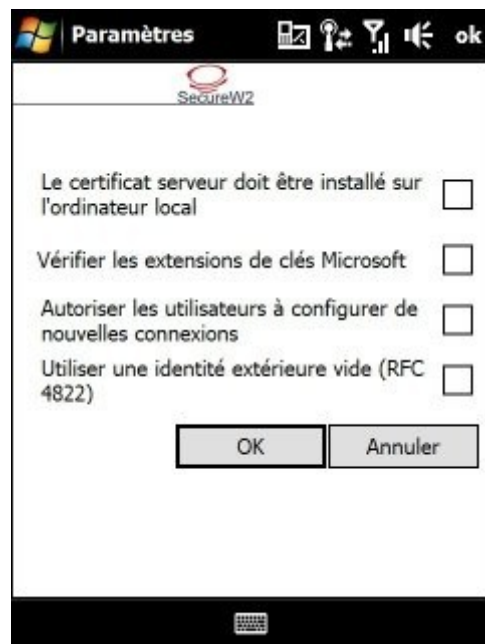 Paramètres
ok
SecureW2
Le certificat serveur doit être installé sur
l'ordinateur local
Vérifier les extensions de clés Microsoft
Autoriser les utilisateurs à configurer de
nouvelles connexions
Utiliser une identité extérieure vide (RFC
4822)
OK
Annuler